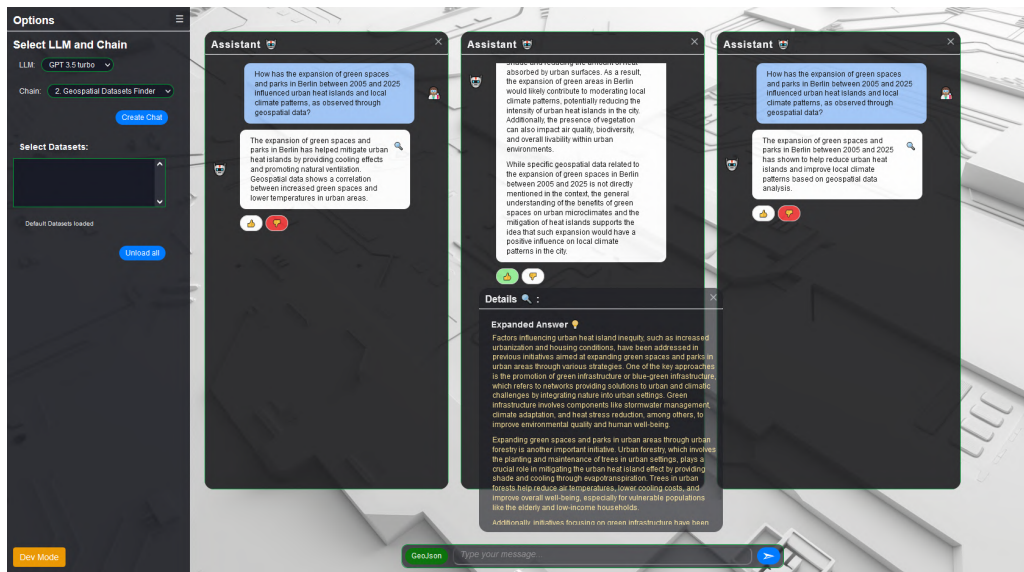 Options
☰
Select LLM and Chain
LLM: GPT 3.5 turbo
Chain: 2. Geospatial Datasets Finder
Create Chat
Select Datasets:
Default Datasets loaded
Unload all
Dev Mode
Assistant
How has the expansion of green spaces
and parks in Berlin between 2005 and 2025
influenced urban heat islands and local
climate patterns, as observed through
geospatial data?
The expansion of green spaces and
parks in Berlin has helped mitigate urban
heat islands by providing cooling effects
and promoting natural ventilation.
Geospatial data shows a correlation
between increased green spaces and
lower temperatures in urban areas.
Assistant
shade and reducing the amount of heat
absorbed by urban surfaces. As a result,
the expansion of green areas in Berlin
would likely contribute to moderating local
climate patterns, potentially reducing the
intensity of urban heat islands in the city.
Additionally, the presence of vegetation
can also impact air quality, biodiversity,
and overall livability within urban
environments.
While specific geospatial data related to
the expansion of green spaces in Berlin
between 2005 and 2025 is not directly
mentioned in the context, the general
understanding of the benefits of green
spaces on urban microclimates and the
mitigation of heat islands supports the
idea that such expansion would have a
positive influence on local climate
patterns in the city.
Details 🔍 :
Expanded Answer
Factors influencing urban heat island inequity, such as increased
urbanization and housing conditions, have been addressed in
previous initiatives aimed at expanding green spaces and parks in
urban areas through various strategies. One of the key approaches
is the promotion of green infrastructure or blue-green infrastructure,
which refers to networks providing solutions to urban and climatic
challenges by integrating nature into urban settings. Green
infrastructure involves components like stormwater management,
climate adaptation, and heat stress reduction, among others, to
improve environmental quality and human well-being.
Expanding green spaces and parks in urban areas through urban
forestry is another important initiative. Urban forestry, which involves
the planting and maintenance of trees in urban settings, plays a
crucial role in mitigating the urban heat island effect by providing
shade and cooling through evapotranspiration. Trees in urban
forests help reduce air temperatures, lower cooling costs, and
improve overall well-being, especially for vulnerable populations
like the elderly and low-income households.
Additionally, initiatives focusing on green infrastructure have been
Assistant
How has the expansion of green spaces
and parks in Berlin between 2005 and 2025
influenced urban heat islands and local
climate patterns, as observed through
geospatial data?
The expansion of green spaces and
parks in Berlin between 2005 and 2025
has shown to help reduce urban heat
islands and improve local climate
patterns based on geospatial data
analysis.
GeoJson
Type your message...